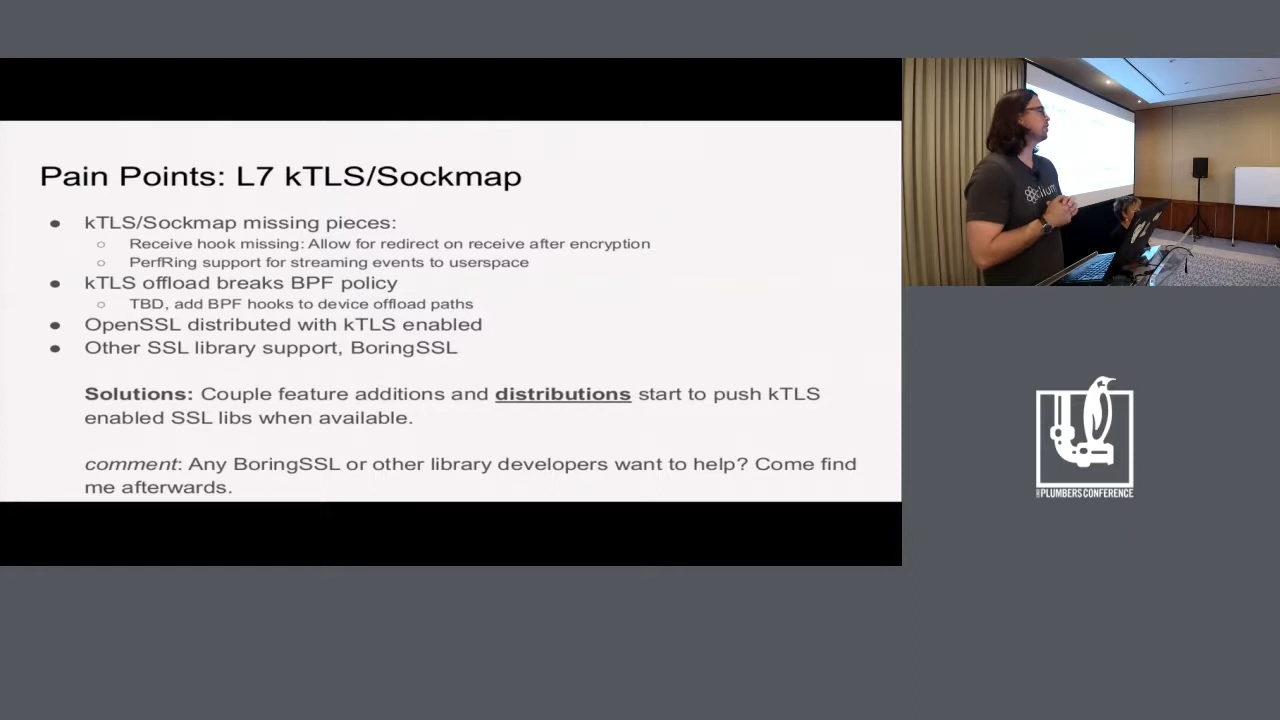 Pain Points: L7 kTLS/Sockmap
● kTLS/Sockmap missing pieces:
○ Receive hook missing: Allow for redirect on receive after encryption
○ PerfRing support for streaming events to userspace
● kTLS offload breaks BPF policy
○ TBD, add BPF hooks to device offload paths
● OpenSSL distributed with kTLS enabled
● Other SSL library support, BoringSSL
Solutions: Couple feature additions and distributions start to push kTLS
enabled SSL libs when available.
comment: Any BoringSSL or other library developers want to help? Come find
me afterwards.
PLUMBERS CONFERENCE